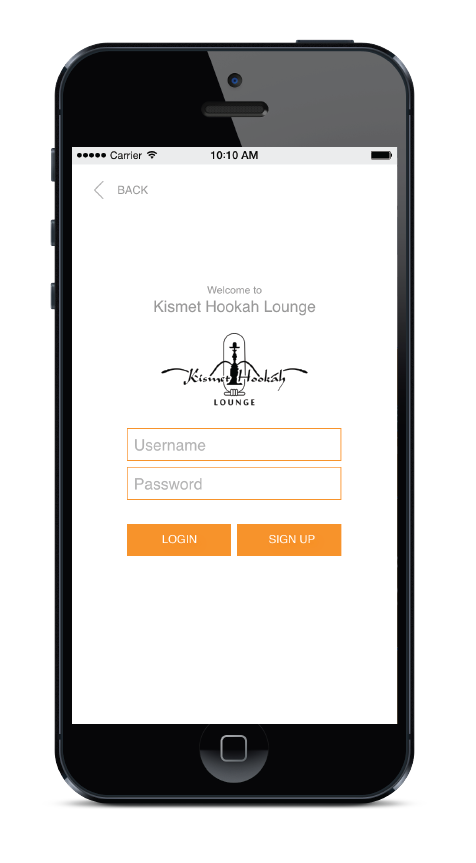 Carrier 10:10 AM
BACK
Welcome to
Kismet Hookah Lounge
Kismet Hookah
LOUNGE
Username
Password
LOGIN SIGN UP